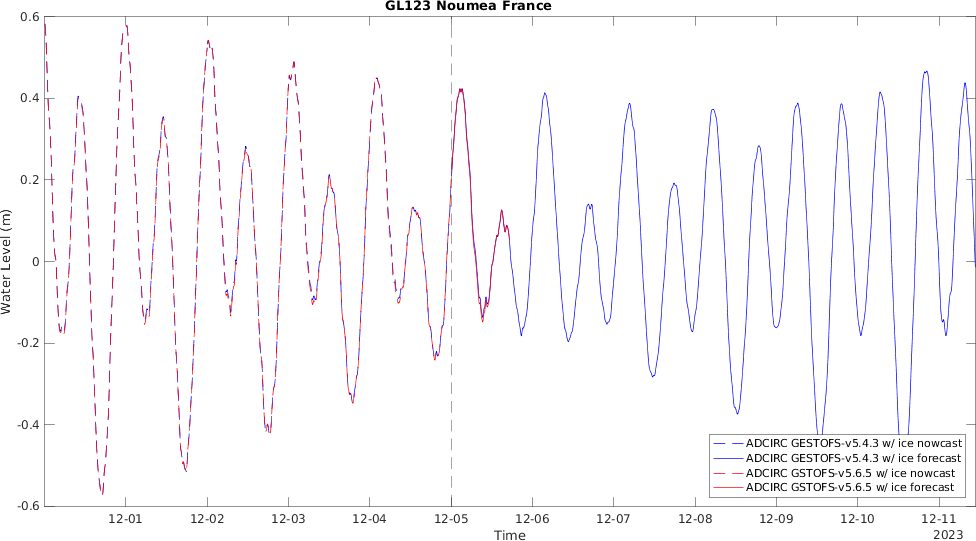 GL123 Noumea France
Water Level (m)
0.6
0.4
0.2
0
-0.2
-0.4
-0.6
ADCIRC GESTOFS-v5.4.3 w/ ice nowcast
ADCIRC GESTOFS-v5.4.3 w/ ice forecast
ADCIRC GSTOFS-v5.6.5 w/ ice nowcast
ADCIRC GSTOFS-v5.6.5 w/ ice forecast
12-01 12-02 12-03 12-04 12-05 12-06 12-07 12-08 12-09 12-10 12-11
Time
2023